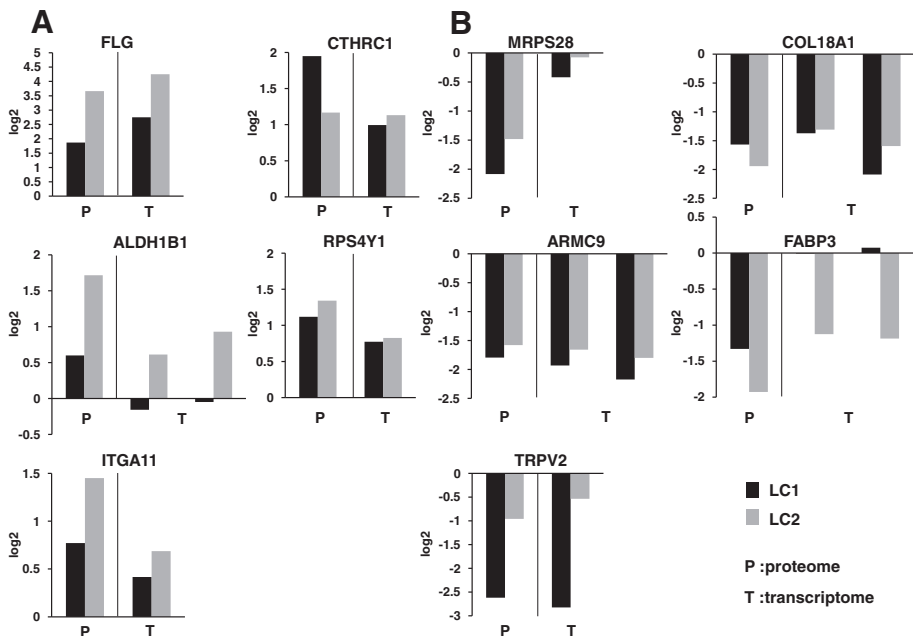 A
B
FLG
5
4.5
4
3.5
3
2.5
2
1.5
1
0.5
0
log2
P
T
CTHRC1
2
1.5
1
0.5
0
log2
P
T
MRPS28
0
-0.5
-1
-1.5
-2
-2.5
log2
P
T
COL18A1
0
-0.5
-1
-1.5
-2
-2.5
log2
P
T
ALDH1B1
2
1.5
1
0.5
0
-0.5
log2
P
T
RPS4Y1
2
1.5
1
0.5
0
log2
P
T
ARMC9
0
-0.5
-1
-1.5
-2
-2.5
log2
P
T
FABP3
0.5
0
-0.5
-1
-1.5
-2
log2
P
T
ITGA11
1.5
1
0.5
0
log2
P
T
TRPV2
0
-0.5
-1
-1.5
-2
-2.5
-3
log2
P
T
LC1
LC2
P :proteome
T :transcriptome